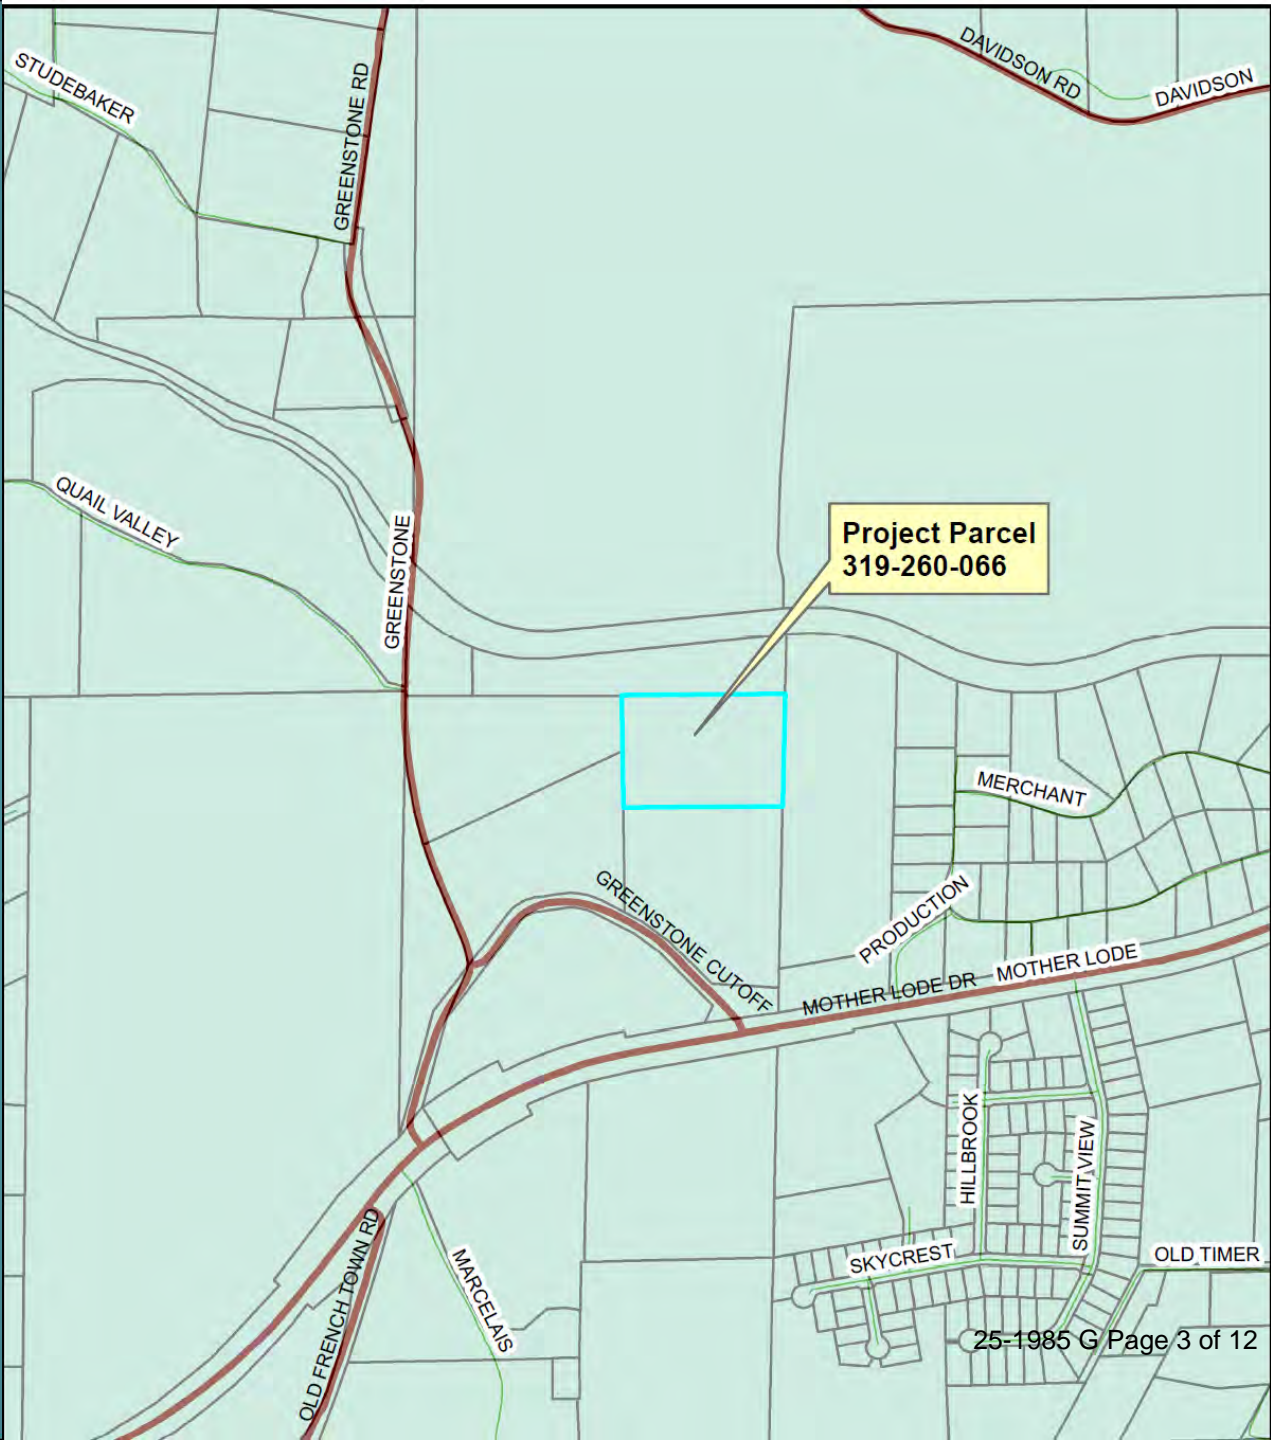 DAVIDSON RD
DAVIDSON
STUDEBAKER
GREENSTONE RD
QUAIL VALLEY
GREENSTONE
Project Parcel
319-260-066
MERCHANT
GREENSTONE CUTOFF
PRODUCTION
MOTHER LODE DR
MOTHER LODE
HILLBROOK
SUMMIT VIEW
OLD FRENCH TOWN RD
MARCELAIS
SKYCREST
OLD TIMER
25-1985 G Page 3 of 12